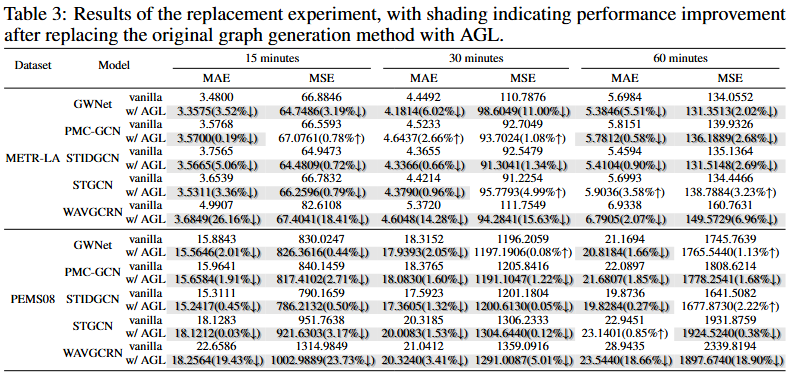 Table 3: Results of the replacement experiment, with shading indicating performance improvement
after replacing the original graph generation method with AGL.
Dataset Model 15 minutes 30 minutes 60 minutes
MAE MSE MAE MSE MAE MSE
METR-LA
GWNet
vanilla 3.4800 66.8846 4.4492 110.7876 5.6984 134.0552
w/ AGL 3.3575(3.52%↓) 64.7486(3.19%↓) 4.1814(6.02%↓) 98.6049(11.00%↓) 5.3846(5.51%↓) 131.3513(2.02%↓)
PMC-GCN
vanilla 3.5768 66.5593 4.5233 92.7049 5.8151 139.9326
w/ AGL 3.5700(0.19%↓) 67.0761(0.78%↑) 4.6437(2.66%↑) 93.7024(1.08%↑) 5.7812(0.58%↓) 136.1889(2.68%↓)
STIDGCN
vanilla 3.7565 64.9473 4.3655 92.5479 5.4594 135.1364
w/ AGL 3.5665(5.06%↓) 64.4809(0.72%↓) 4.3366(0.66%↓) 91.3041(1.34%↓) 5.4104(0.90%↓) 131.5148(2.69%↓)
STGCN
vanilla 3.6539 66.7832 4.4214 91.2254 5.6993 134.4466
w/ AGL 3.5311(3.36%↓) 66.2596(0.79%↓) 4.3790(0.96%↓) 95.7793(4.99%↑) 5.9036(3.58%↑) 138.7884(3.23%↑)
WAVGCRN
vanilla 4.9907 82.6108 5.3720 111.7549 6.9338 160.7631
w/ AGL 3.6849(26.16%↓) 67.4041(18.41%↓) 4.6048(14.28%↓) 94.2841(15.63%↓) 6.7905(2.07%↓) 149.5729(6.96%↓)
PEMS08
GWNet
vanilla 15.8843 830.0247 18.3152 1196.2059 21.1694 1745.7639
w/ AGL 15.5646(2.01%↓) 826.3616(0.44%↓) 17.9393(2.05%↓) 1197.1906(0.08%↑) 20.8184(1.66%↓) 1765.5440(1.13%↑)
PMC-GCN
vanilla 15.9641 840.1459 18.3765 1205.8416 22.0897 1808.6214
w/ AGL 15.6584(1.91%↓) 817.4102(2.71%↓) 18.0830(1.60%↓) 1191.1047(1.22%↓) 21.6807(1.85%↓) 1778.2541(1.68%↓)
STIDGCN
vanilla 15.3111 790.1659 17.5923 1201.1804 19.8736 1641.5082
w/ AGL 15.2417(0.45%↓) 786.2132(0.50%↓) 17.3605(1.32%↓) 1200.6130(0.05%↓) 19.8284(0.27%↓) 1677.8730(2.22%↑)
STGCN
vanilla 18.1283 951.7638 20.3185 1306.2333 22.9451 1931.8759
w/ AGL 18.1212(0.03%↓) 921.6303(3.17%↓) 20.0083(1.53%↓) 1304.6440(0.12%↓) 23.1401(0.85%↑) 1924.5240(0.38%↓)
WAVGCRN
vanilla 22.6586 1314.9849 21.0412 1359.0916 28.9435 2339.8194
w/ AGL 18.2564(19.43%↓) 1002.9889(23.73%↓) 20.3240(3.41%↓) 1291.0087(5.01%↓) 23.5440(18.66%↓) 1897.6740(18.90%↓)